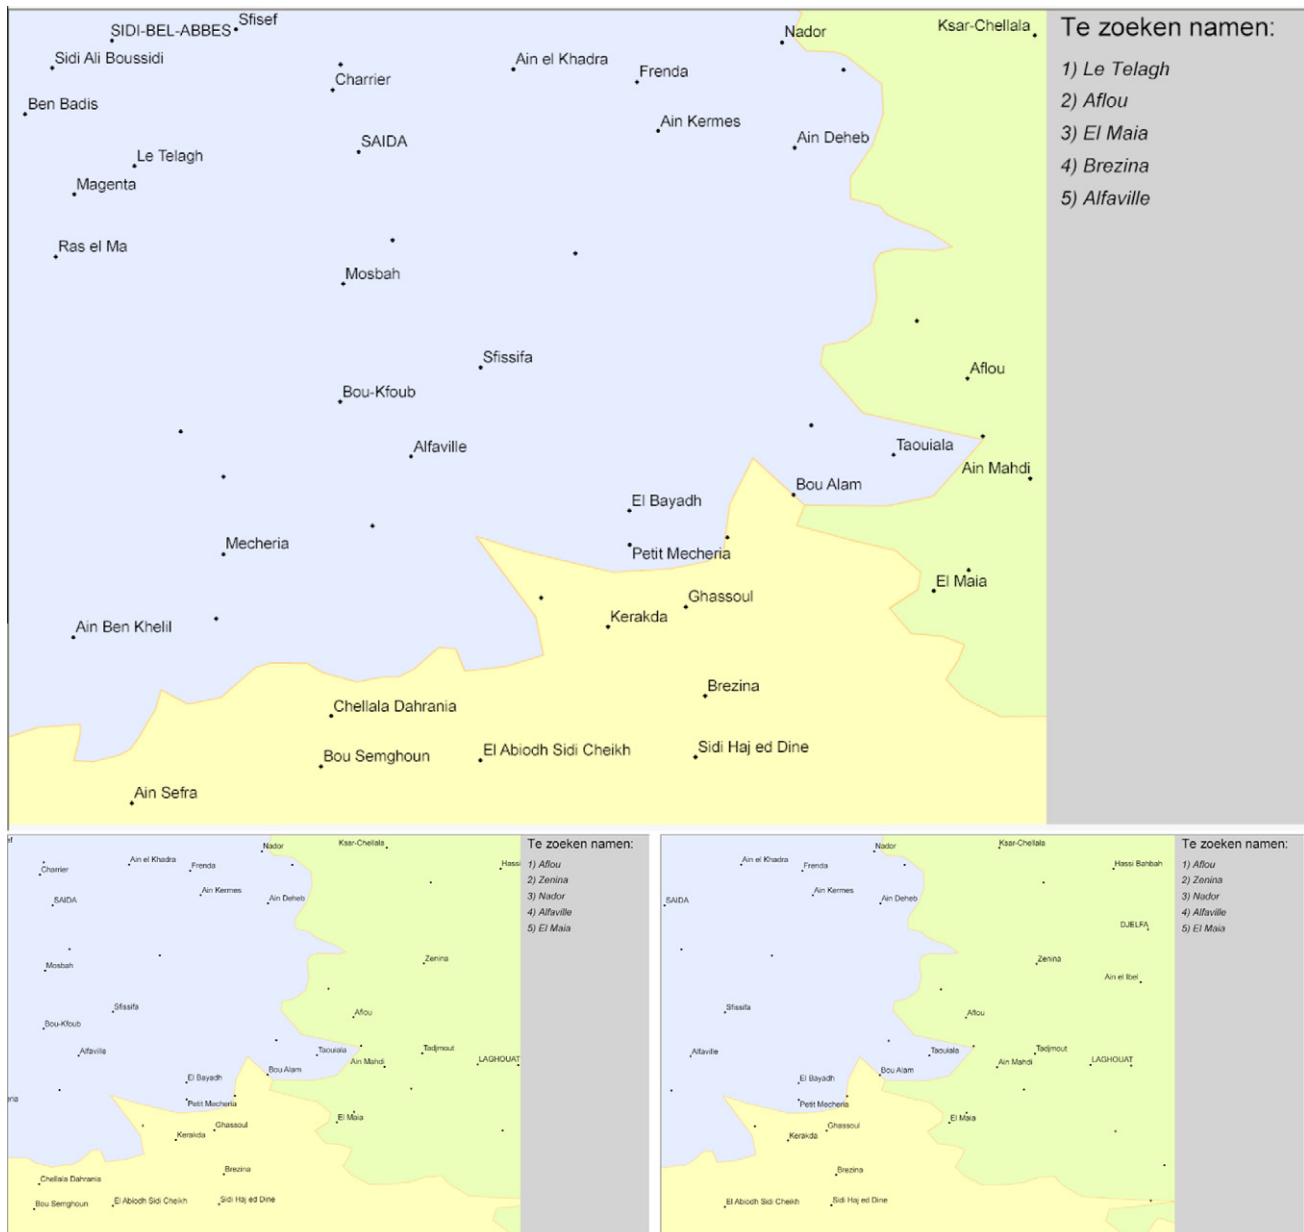 SIDI-BEL-ABBES
Sfisef
Nador
Ksar-Chellala
Sidi Ali Boussidi
Charrier
Ain el Khadra
Frenda
Ben Badis
SAIDA
Ain Kermes
Ain Deheb
Le Telagh
Magenta
Ras el Ma
Mosbah
Sfissifa
Aflou
Bou-Kfoub
Alfaville
Taouiala
Ain Mahdi
Bou Alam
El Bayadh
Mecheria
Petit Mecheria
El Maia
Ghassoul
Kerakda
Ain Ben Khelil
Brezina
Chellala Dahrania
Bou Semghoun
El Abiodh Sidi Cheikh
Sidi Haj ed Dine
Ain Sefra
Te zoeken namen:
1) Le Telagh
2) Aflou
3) El Maia
4) Brezina
5) Alfaville
ef
Nador
Ksar-Chellala
Charrier
Ain el Khadra
Frenda
Hassi
Ain Kermes
SAIDA
Ain Deheb
Mosbah
Zenina
Sfissifa
Aflou
Bou-Kfoub
Alfaville
Taouiala
Tadjmout
Ain Mahdi
LAGHOUAT
Bou Alam
El Bayadh
eria
Petit Mecheria
El Maia
Ghassoul
Kerakda
Brezina
Chellala Dahrania
Bou Semghoun
El Abiodh Sidi Cheikh
Sidi Haj ed Dine
Te zoeken namen:
1) Aflou
2) Zenina
3) Nador
4) Alfaville
5) El Maia
Nador
Ksar-Chellala
Ain el Khadra
Frenda
Hassi Bahbah
Ain Kermes
SAIDA
Ain Deheb
DJELFA
Zenina
Ain el Ibel
Sfissifa
Aflou
Alfaville
Taouiala
Tadjmout
Ain Mahdi
LAGHOUAT
Bou Alam
El Bayadh
Petit Mecheria
El Maia
Ghassoul
Kerakda
Brezina
El Abiodh Sidi Cheikh
Sidi Haj ed Dine
Te zoeken namen:
1) Aflou
2) Zenina
3) Nador
4) Alfaville
5) El Maia